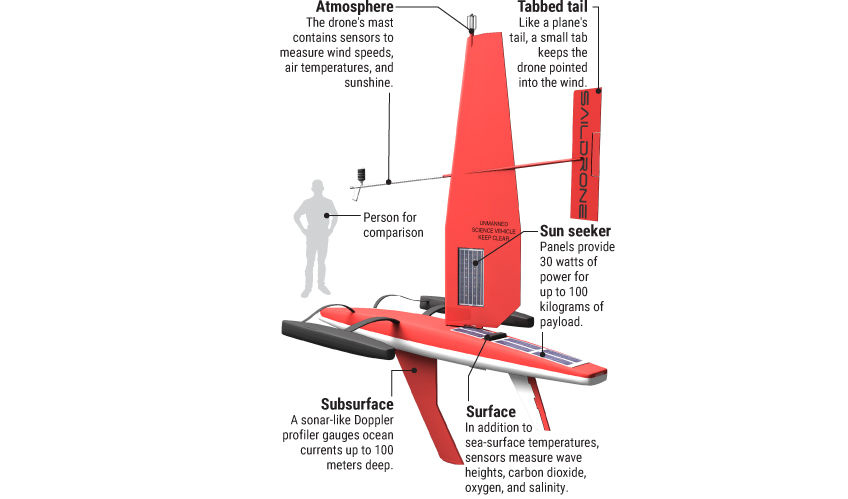 Atmosphere
The drone's mast
contains sensors to
measure wind speeds,
air temperatures, and
sunshine.
Tabbed tail
Like a plane's
tail, a small tab
keeps the
drone pointed
into the wind.
SAILDRONE
Person for
comparison
UNMANNED
SCIENCE VEHICLE
KEEP CLEAR
Sun seeker
Panels provide
30 watts of
power for
up to 100
kilograms of
payload.
Subsurface
A sonar-like Doppler
profiler gauges ocean
currents up to 100
meters deep.
Surface
In addition to
sea-surface temperatures,
sensors measure wave
heights, carbon dioxide,
oxygen, and salinity.